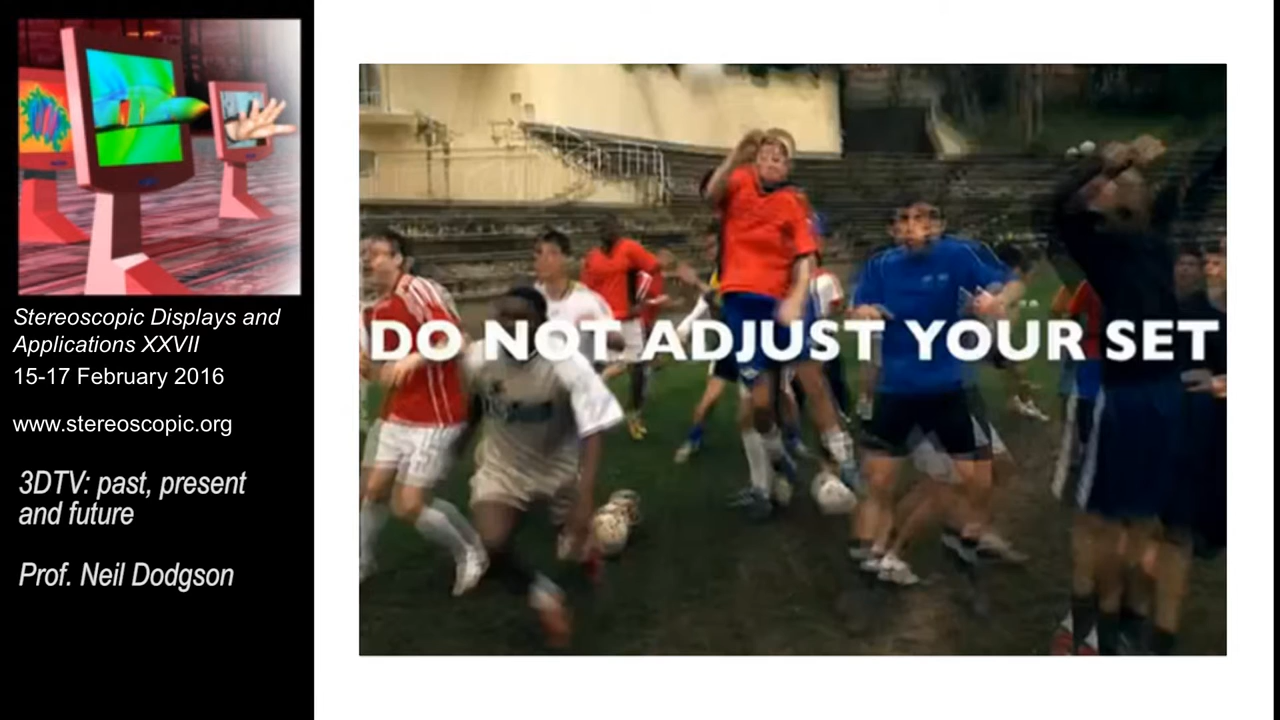 Stereoscopic Displays and
Applications XXVII
15-17 February 2016
www.stereoscopic.org
3DTV: past, present
and future
Prof. Neil Dodgson
DO NOT ADJUST YOUR SET